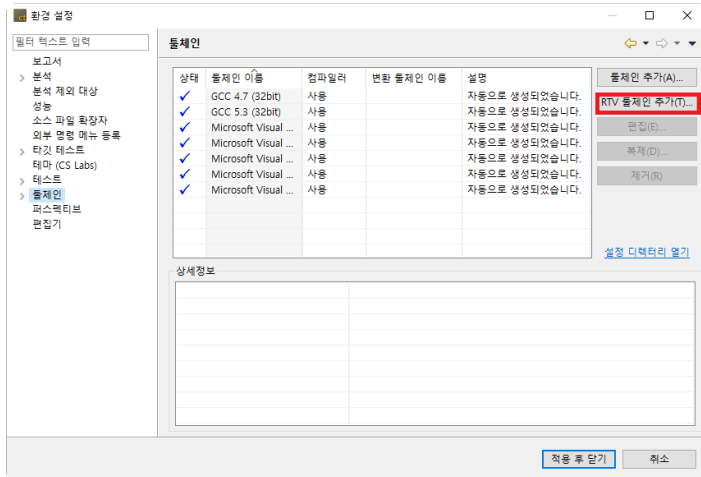 환경 설정
필터 텍스트 입력
보고서
분석
분석 제외 대상
성능
소스 파일 확장자
외부 명령 메뉴 등록
타깃 테스트
테마 (CS Labs)
테스트
툴체인
퍼스펙티브
편집기
툴체인
상태 툴체인 이름 컴파일러 변환 툴체인 이름 설명
GCC 4.7 (32bit) 사용 자동으로 생성되었습니다.
GCC 5.3 (32bit) 사용 자동으로 생성되었습니다.
Microsoft Visual ... 사용 자동으로 생성되었습니다.
Microsoft Visual ... 사용 자동으로 생성되었습니다.
Microsoft Visual ... 사용 자동으로 생성되었습니다.
Microsoft Visual ... 사용 자동으로 생성되었습니다.
Microsoft Visual ... 사용 자동으로 생성되었습니다.
툴체인 추가(A)...
RTV 툴체인 추가(T)...
편집(E)...
복제(D)...
제거(R)
설정 디렉터리 열기
상세정보
적용 후 닫기
취소